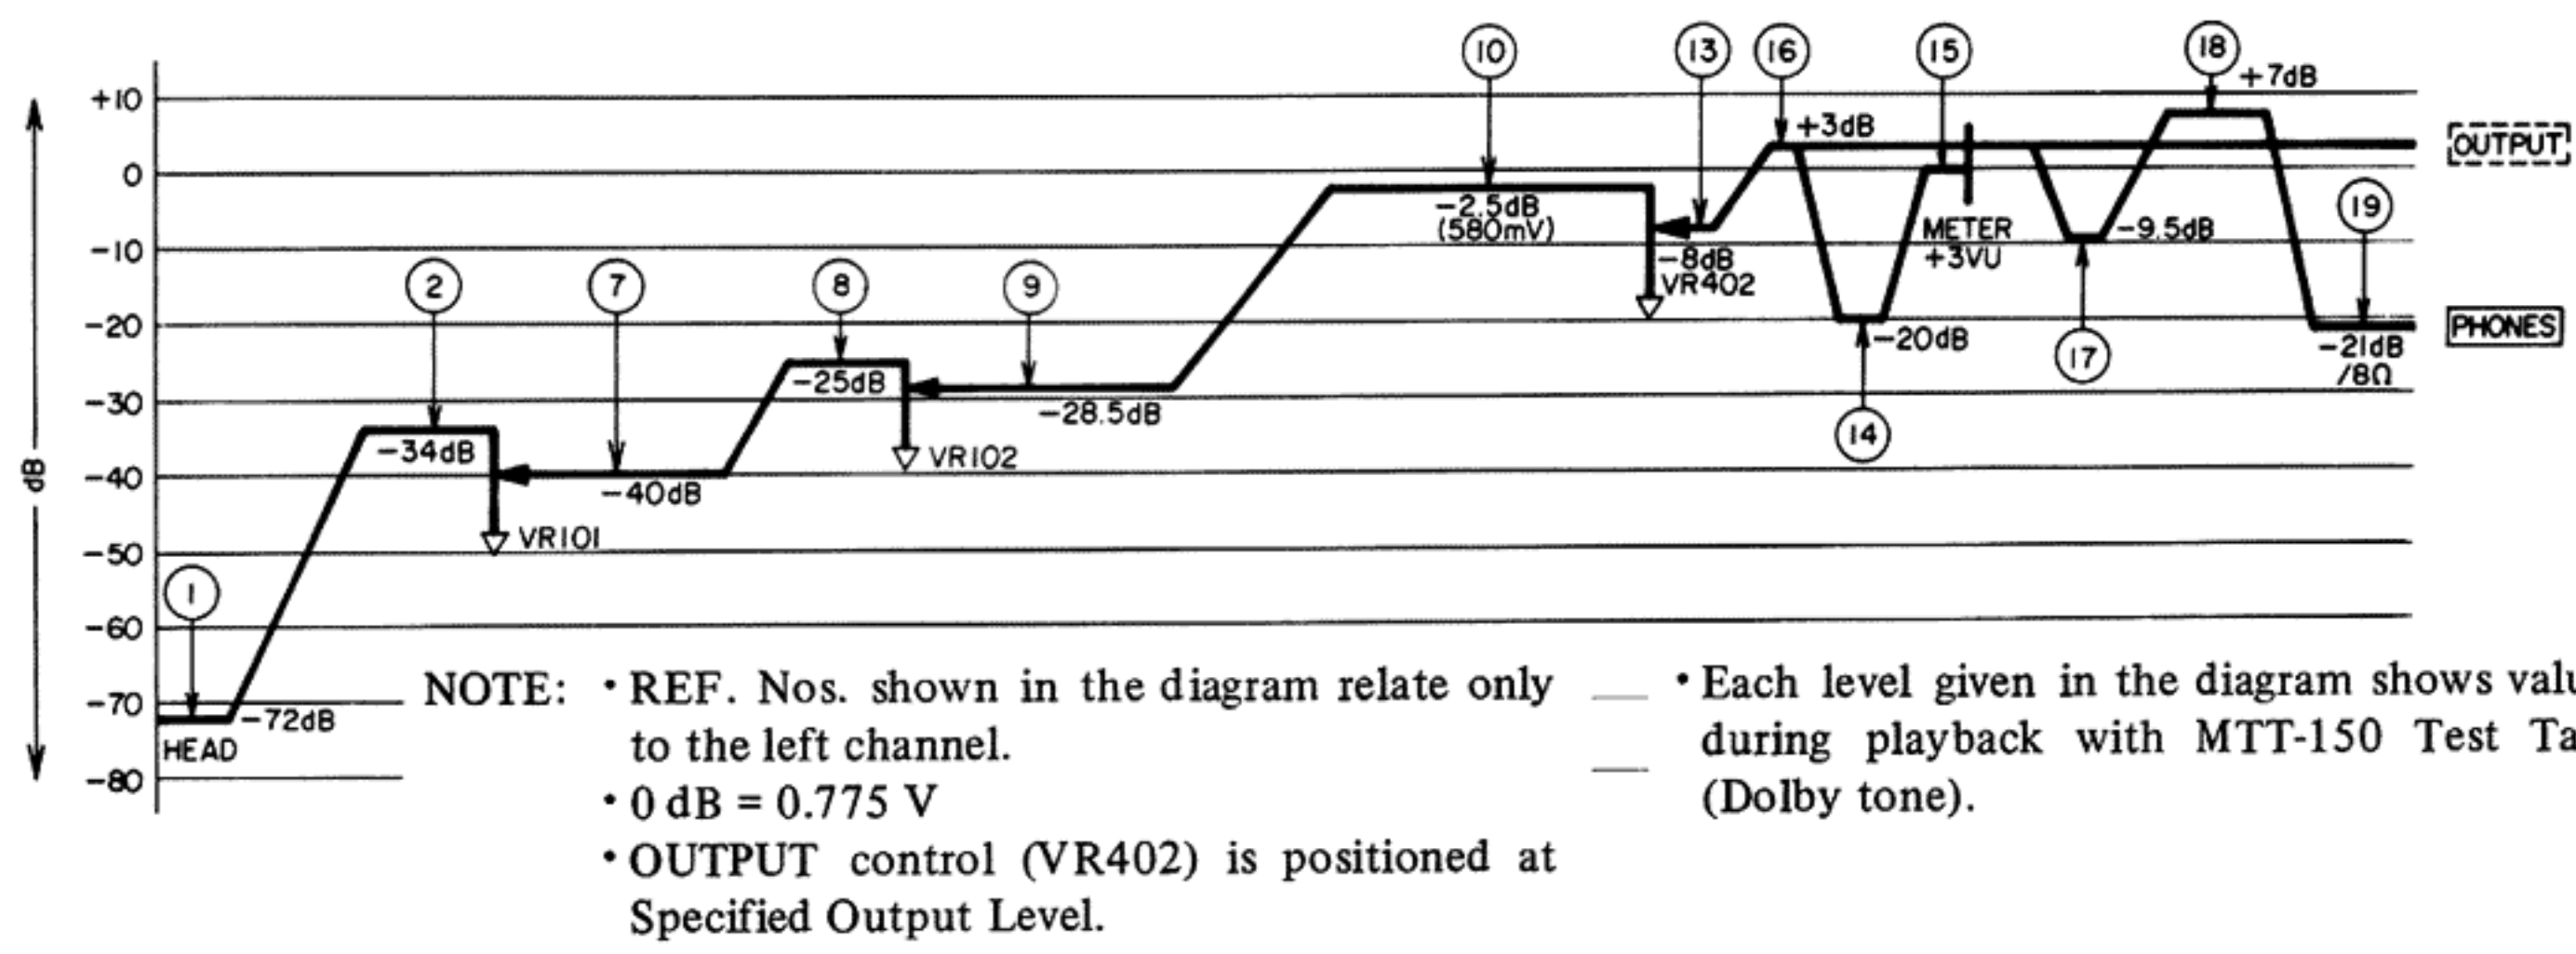 10
13
16
15
18
+7dB
+10
+3dB
OUTPUT
0
-2.5dB
(580mV)
19
METER
+3VU
-9.5dB
-10
-8dB
VR402
2
7
8
9
-20
-20dB
PHONES
17
-21dB
/8Ω
-25dB
-30
-28.5dB
14
-34dB
VR102
dB
-40
-40dB
VR101
-50
1
-60
-70
-72dB
HEAD
-80
NOTE: • REF. Nos. shown in the diagram relate only
to the left channel.
• 0 dB = 0.775 V
• OUTPUT control (VR402) is positioned at
Specified Output Level.
• Each level given in the diagram shows valu
during playback with MTT-150 Test Ta
(Dolby tone).